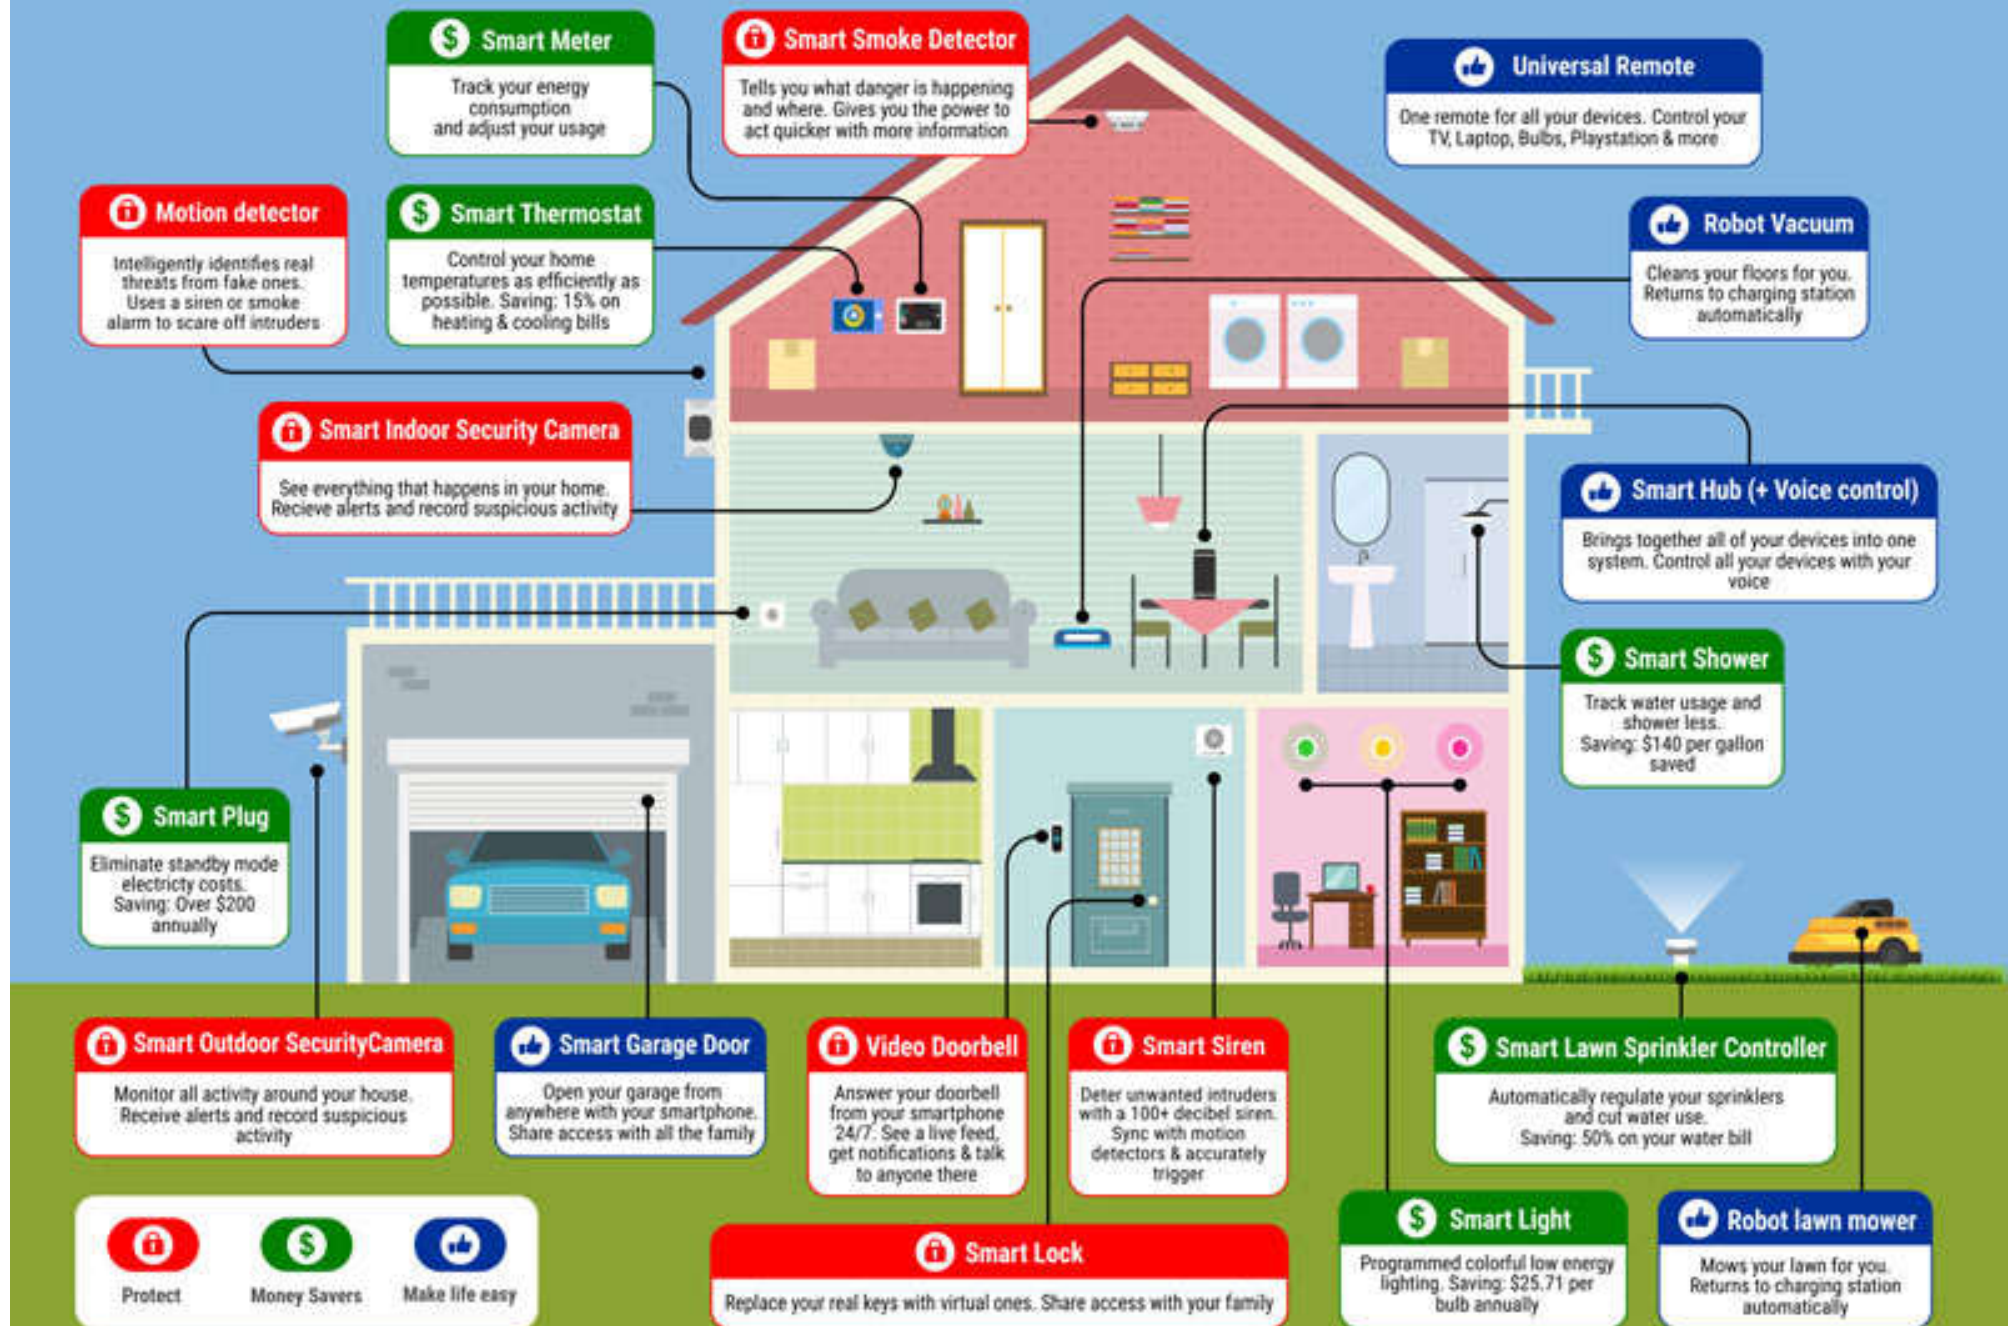 Smart Meter
Track your energy
consumption
and adjust your usage
Smart Smoke Detector
Tells you what danger is happening
and where. Gives you the power to
act quicker with more information
Universal Remote
One remote for all your devices. Control your
TV, Laptop, Bulbs, Playstation & more
Motion detector
Intelligently identifies real
threats from fake ones.
Uses a siren or smoke
alarm to scare off intruders
Smart Thermostat
Control your home
temperatures as efficiently as
possible. Saving: 15% on
heating & cooling bills
Robot Vacuum
Cleans your floors for you.
Returns to charging station
automatically
Smart Indoor Security Camera
See everything that happens in your home.
Recieve alerts and record suspicious activity
Smart Hub (+ Voice control)
Brings together all of your devices into one
system. Control all your devices with your
voice
Smart Shower
Track water usage and
shower less.
Saving: $140 per gallon
saved
Smart Plug
Eliminate standby mode
electricty costs.
Saving: Over $200
annually
Smart Outdoor SecurityCamera
Monitor all activity around your house.
Receive alerts and record suspicious
activity
Smart Garage Door
Open your garage from
anywhere with your smartphone.
Share access with all the family
Video Doorbell
Answer your doorbell
from your smartphone
24/7. See a live feed,
get notifications & talk
to anyone there
Smart Siren
Deter unwanted intruders
with a 100+ decibel siren.
Sync with motion
detectors & accurately
trigger
Smart Lawn Sprinkler Controller
Automatically regulate your sprinklers
and cut water use.
Saving: 50% on your water bill
Protect
Money Savers
Make life easy
Smart Lock
Replace your real keys with virtual ones. Share access with your family
Smart Light
Programmed colorful low energy
lighting. Saving: $25.71 per
bulb annually
Robot lawn mower
Mows your lawn for you.
Returns to charging station
automatically